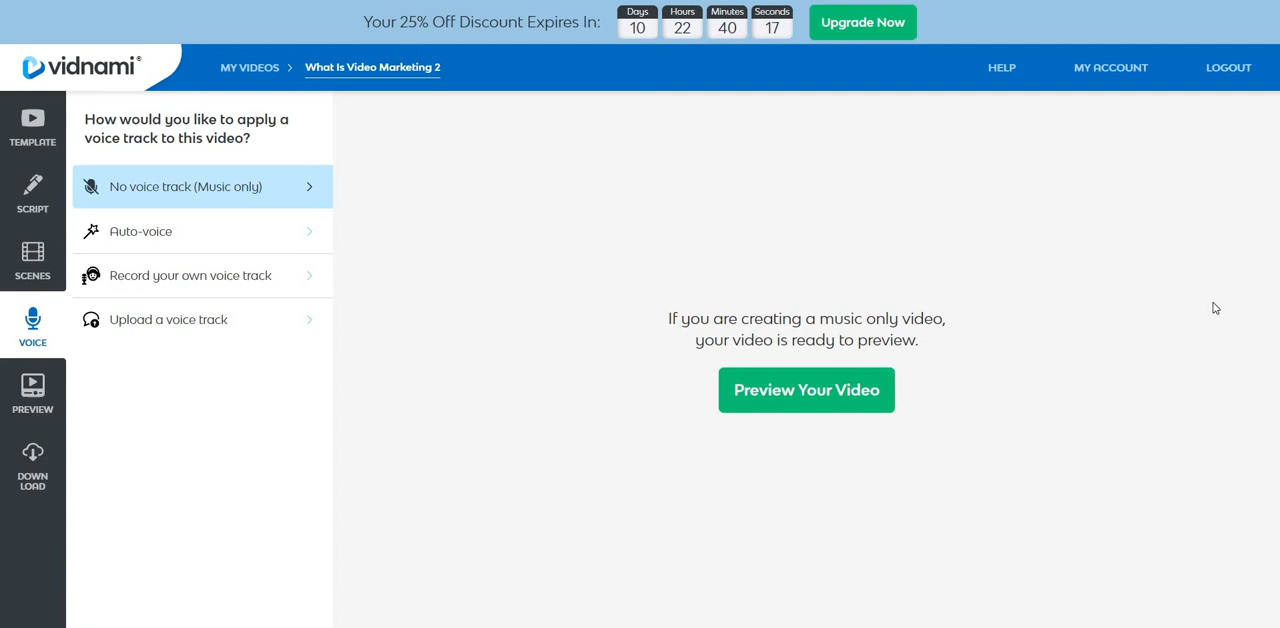 Your 25% Off Discount Expires In:
Days Hours Minutes Seconds
10 22 40 17
Upgrade Now
vidnami®
MY VIDEOS > What Is Video Marketing 2
HELP MY ACCOUNT LOGOUT
TEMPLATE
SCRIPT
SCENES
VOICE
PREVIEW
DOWN
LOAD
How would you like to apply a
voice track to this video?
No voice track (Music only)
Auto-voice
Record your own voice track
Upload a voice track
If you are creating a music only video,
your video is ready to preview.
Preview Your Video